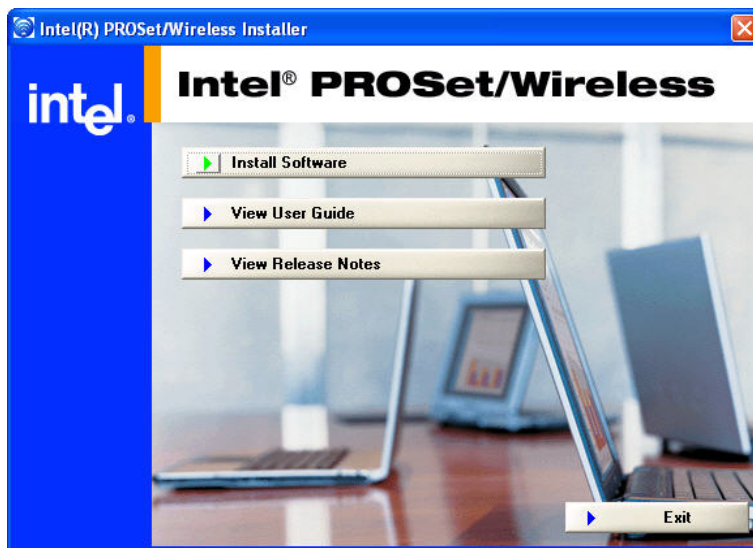 Intel(R) PROSet/Wireless Installer
intel®
Intel® PROSet/Wireless
Install Software
View User Guide
View Release Notes
Exit